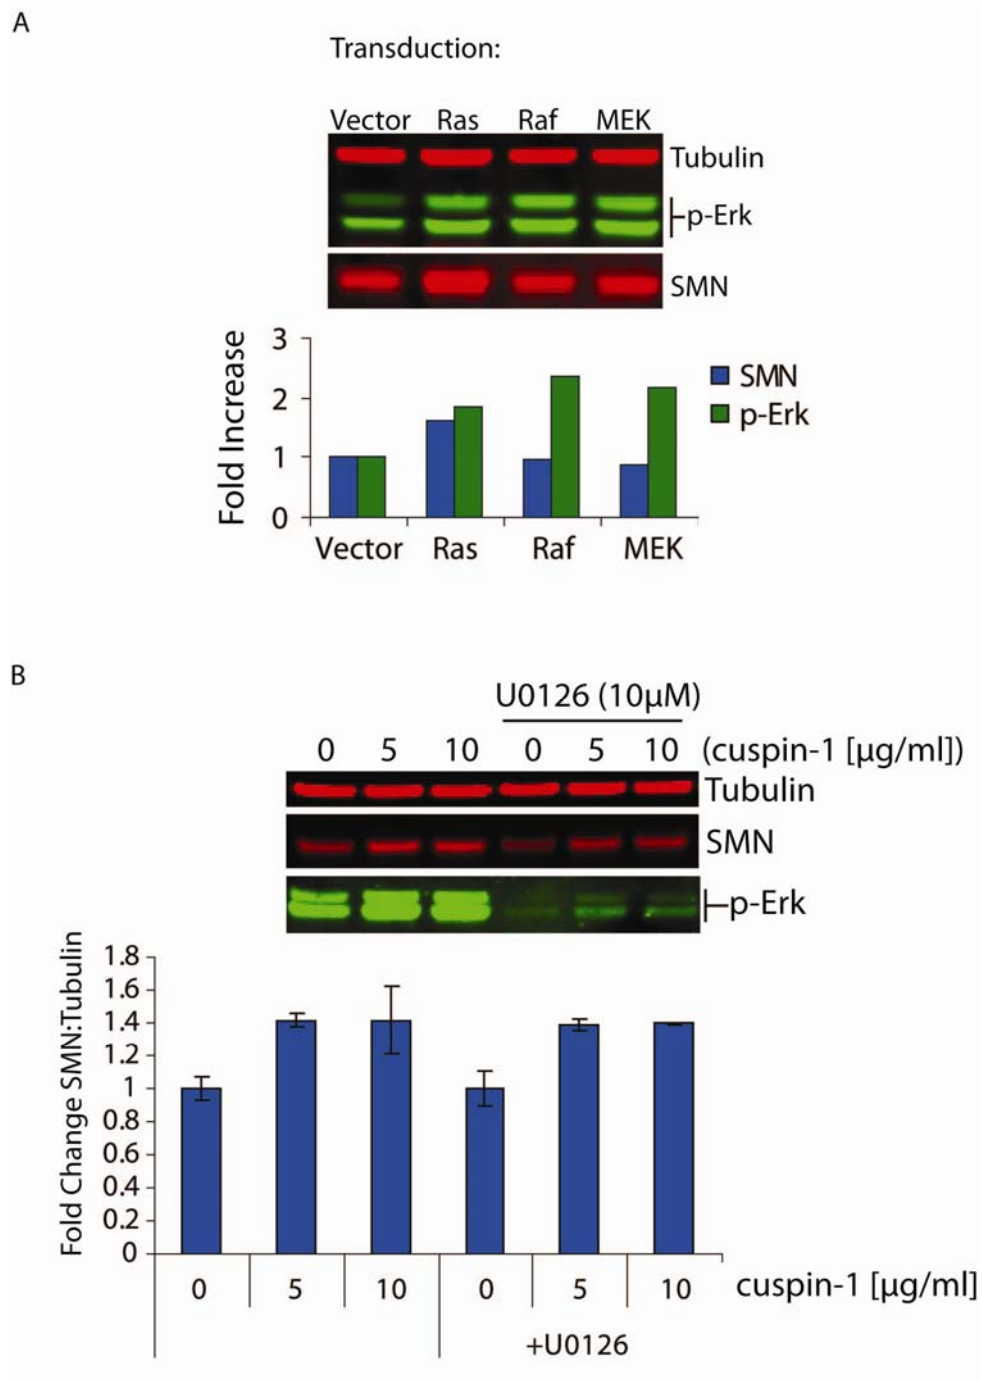 A
Transduction:
Vector Ras Raf MEK
Tubulin
p-Erk
SMN
Fold Increase
3
2
1
0
SMN
p-Erk
Vector Ras Raf MEK
B
U0126 (10µM)
0 5 10 0 5 10 (cuspin-1 [µg/ml])
Tubulin
SMN
p-Erk
Fold Change SMN:Tubulin
1.8
1.6
1.4
1.2
1
0.8
0.6
0.4
0.2
0
0 5 10 0 5 10 cuspin-1 [µg/ml]
+U0126